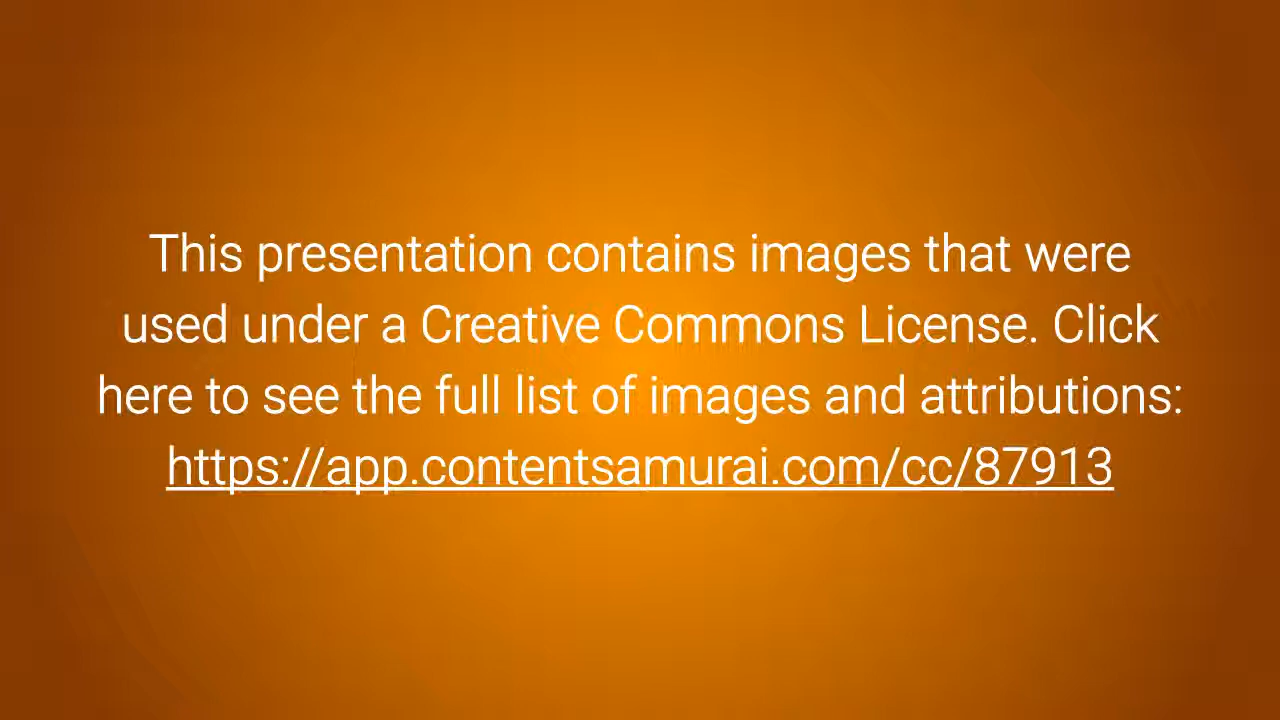 This presentation contains images that were
used under a Creative Commons License. Click
here to see the full list of images and attributions:
https://app.contentsamurai.com/cc/87913